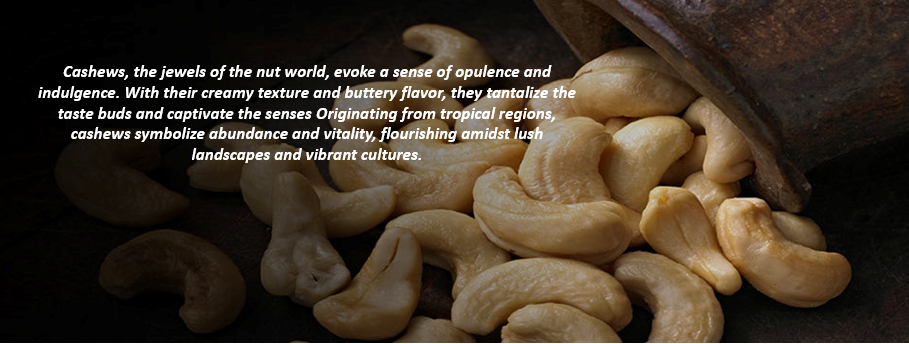 Cashews, the jewels of the nut world, evoke a sense of opulence and
indulgence. With their creamy texture and buttery flavor, they tantalize the
taste buds and captivate the senses Originating from tropical regions,
cashews symbolize abundance and vitality, flourishing amidst lush
landscapes and vibrant cultures.